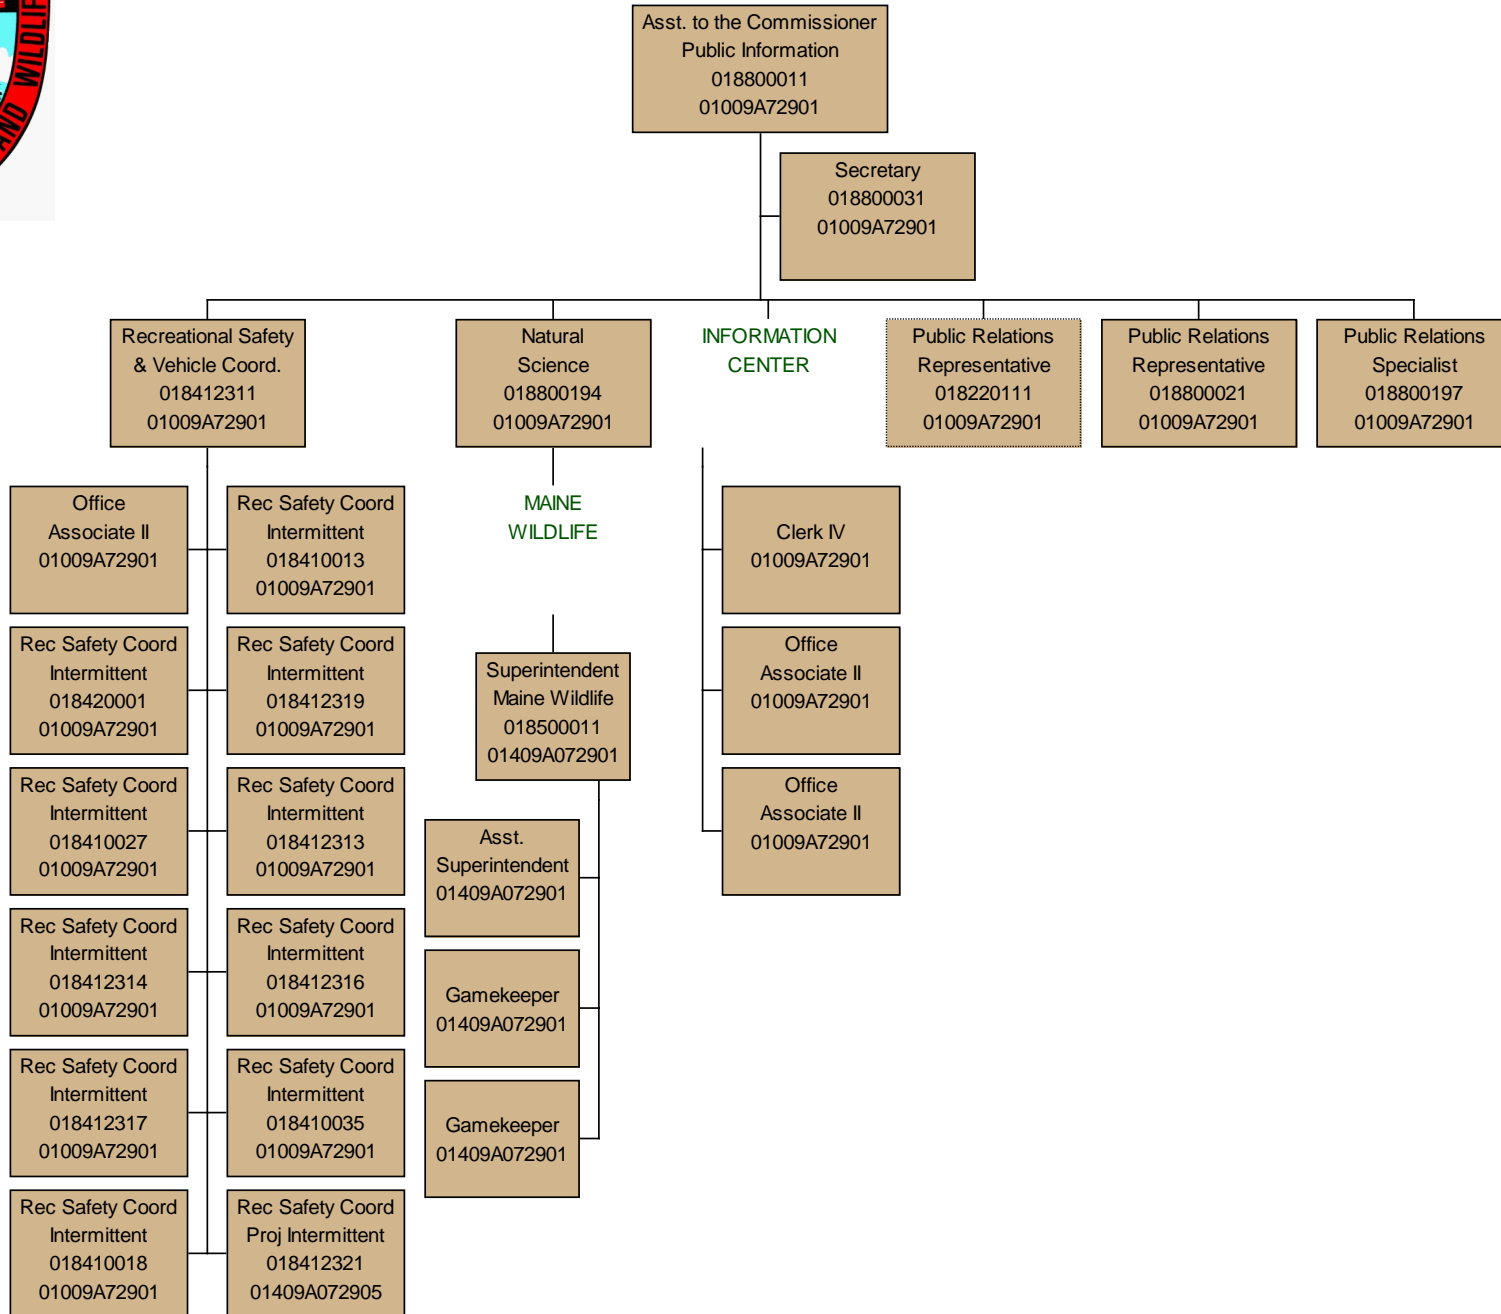 AND WILDLIF
Asst. to the Commissioner
Public Information
018800011
01009A72901
Secretary
018800031
01009A72901
Recreational Safety
& Vehicle Coord.
018412311
01009A72901
Natural
Science
018800194
01009A72901
INFORMATION
CENTER
Public Relations
Representative
018220111
01009A72901
Public Relations
Representative
018800021
01009A72901
Public Relations
Specialist
018800197
01009A72901
Office
Associate II
01009A72901
Rec Safety Coord
Intermittent
018410013
01009A72901
Rec Safety Coord
Intermittent
018420001
01009A72901
Rec Safety Coord
Intermittent
018412319
01009A72901
Rec Safety Coord
Intermittent
018410027
01009A72901
Rec Safety Coord
Intermittent
018412313
01009A72901
Rec Safety Coord
Intermittent
018412314
01009A72901
Rec Safety Coord
Intermittent
018412316
01009A72901
Rec Safety Coord
Intermittent
018412317
01009A72901
Rec Safety Coord
Intermittent
018410035
01009A72901
Rec Safety Coord
Intermittent
018410018
01009A72901
Rec Safety Coord
Proj Intermittent
018412321
01409A072905
MAINE
WILDLIFE
Superintendent
Maine Wildlife
018500011
01409A072901
Asst.
Superintendent
01409A072901
Gamekeeper
01409A072901
Gamekeeper
01409A072901
Clerk IV
01009A72901
Office
Associate II
01009A72901
Office
Associate II
01009A72901